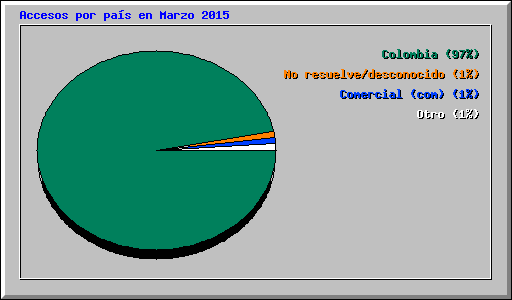 Accesos por país en Marzo 2015
Colombia (97%)
No resuelve/desconocido (1%)
Comercial (com) (1%)
Otro (1%)